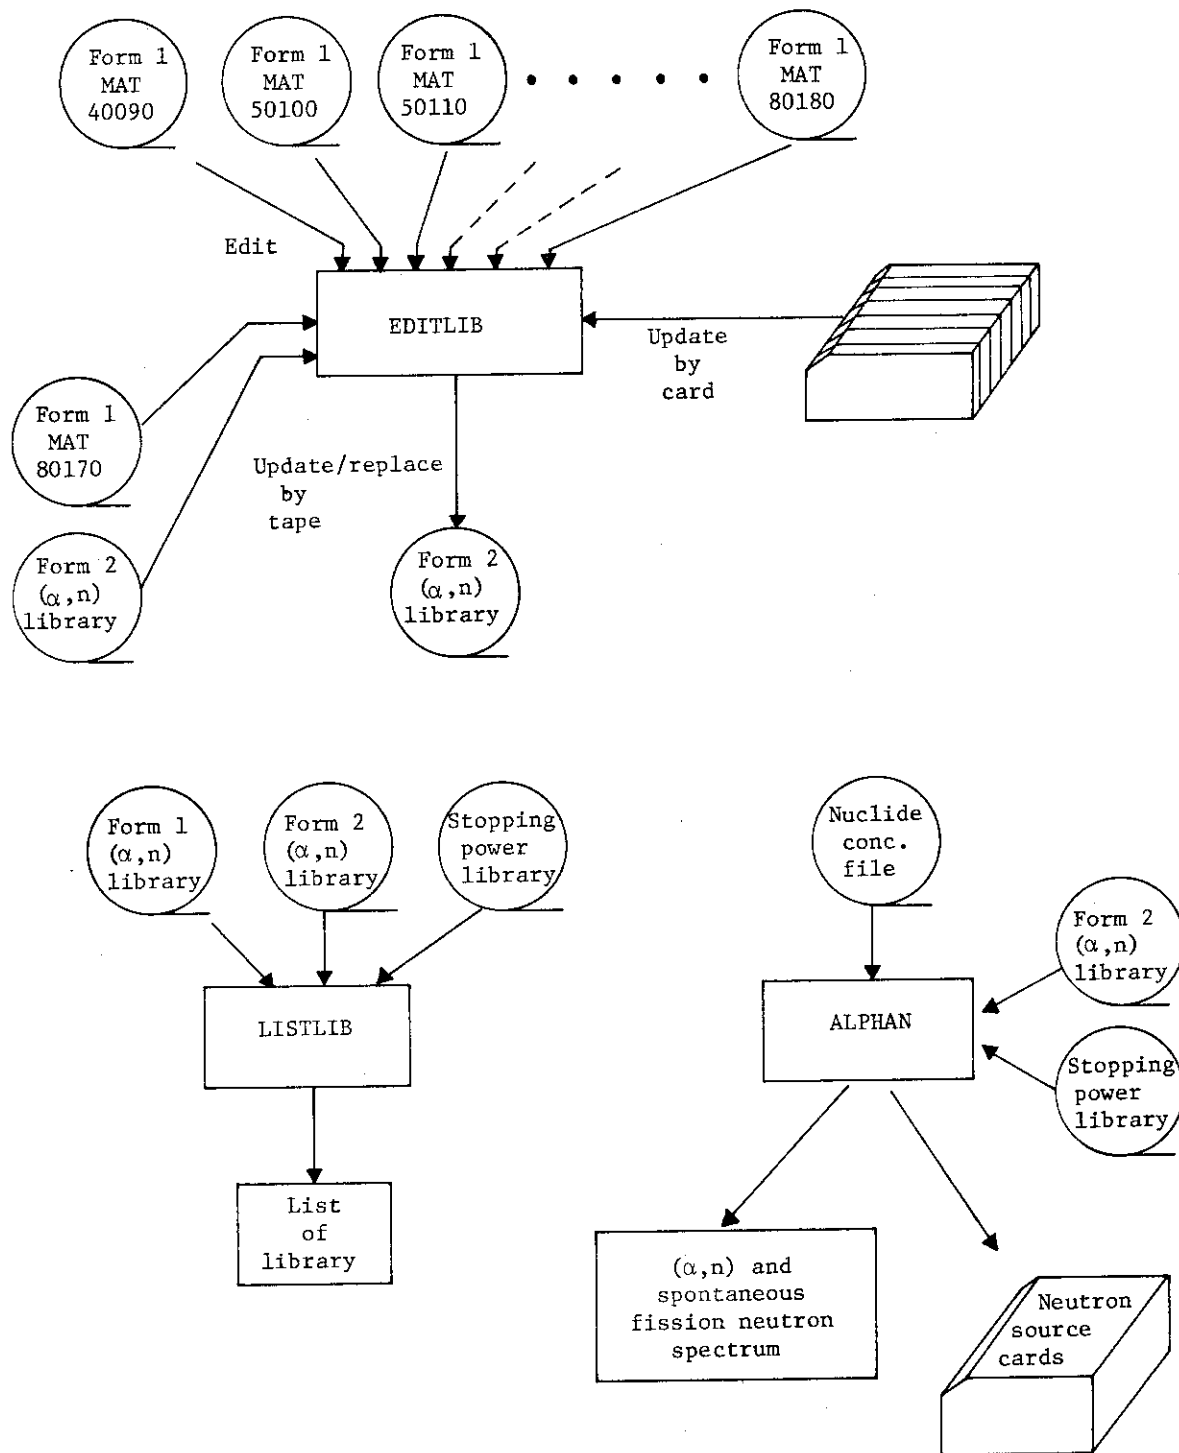 Form 1
MAT
40090
Form 1
MAT
50100
Form 1
MAT
50110
Form 1
MAT
80180
Edit
EDITLIB
Update
by
card
Form 1
MAT
80170
Update/replace
by
tape
Form 2
(α,n)
library
Form 2
(α,n)
library
Form 1
(α,n)
library
Form 2
(α,n)
library
Stopping
power
library
LISTLIB
List
of
library
Nuclide
conc.
file
Form 2
(α,n)
library
ALPHAN
Stopping
power
library
(α,n) and
spontaneous
fission neutron
spectrum
Neutron
source
cards